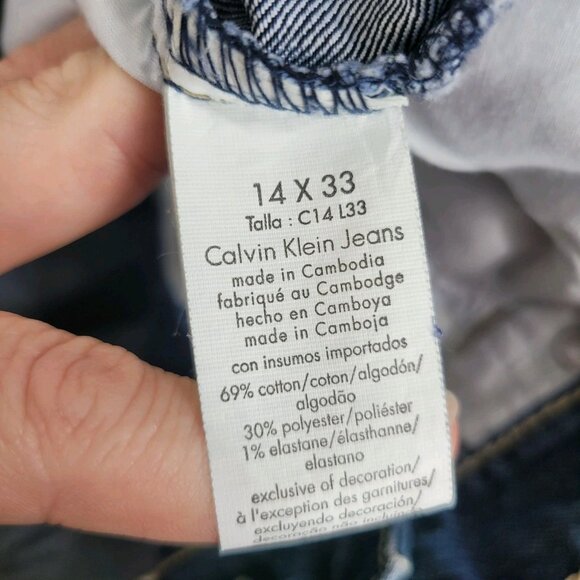 14 X 33
Talla : C14 L33
Calvin Klein Jeans
made in Cambodia
fabriqué au Cambodge
hecho en Camboya
made in Camboja
con insumos importados
69% cotton/coton/algodón/
algodão
30% polyester/poliéster
1% elastane/élasthanne/
elastano
exclusive of decoration/
à l'exception des garnitures/
excluyendo decoración/
decoração não